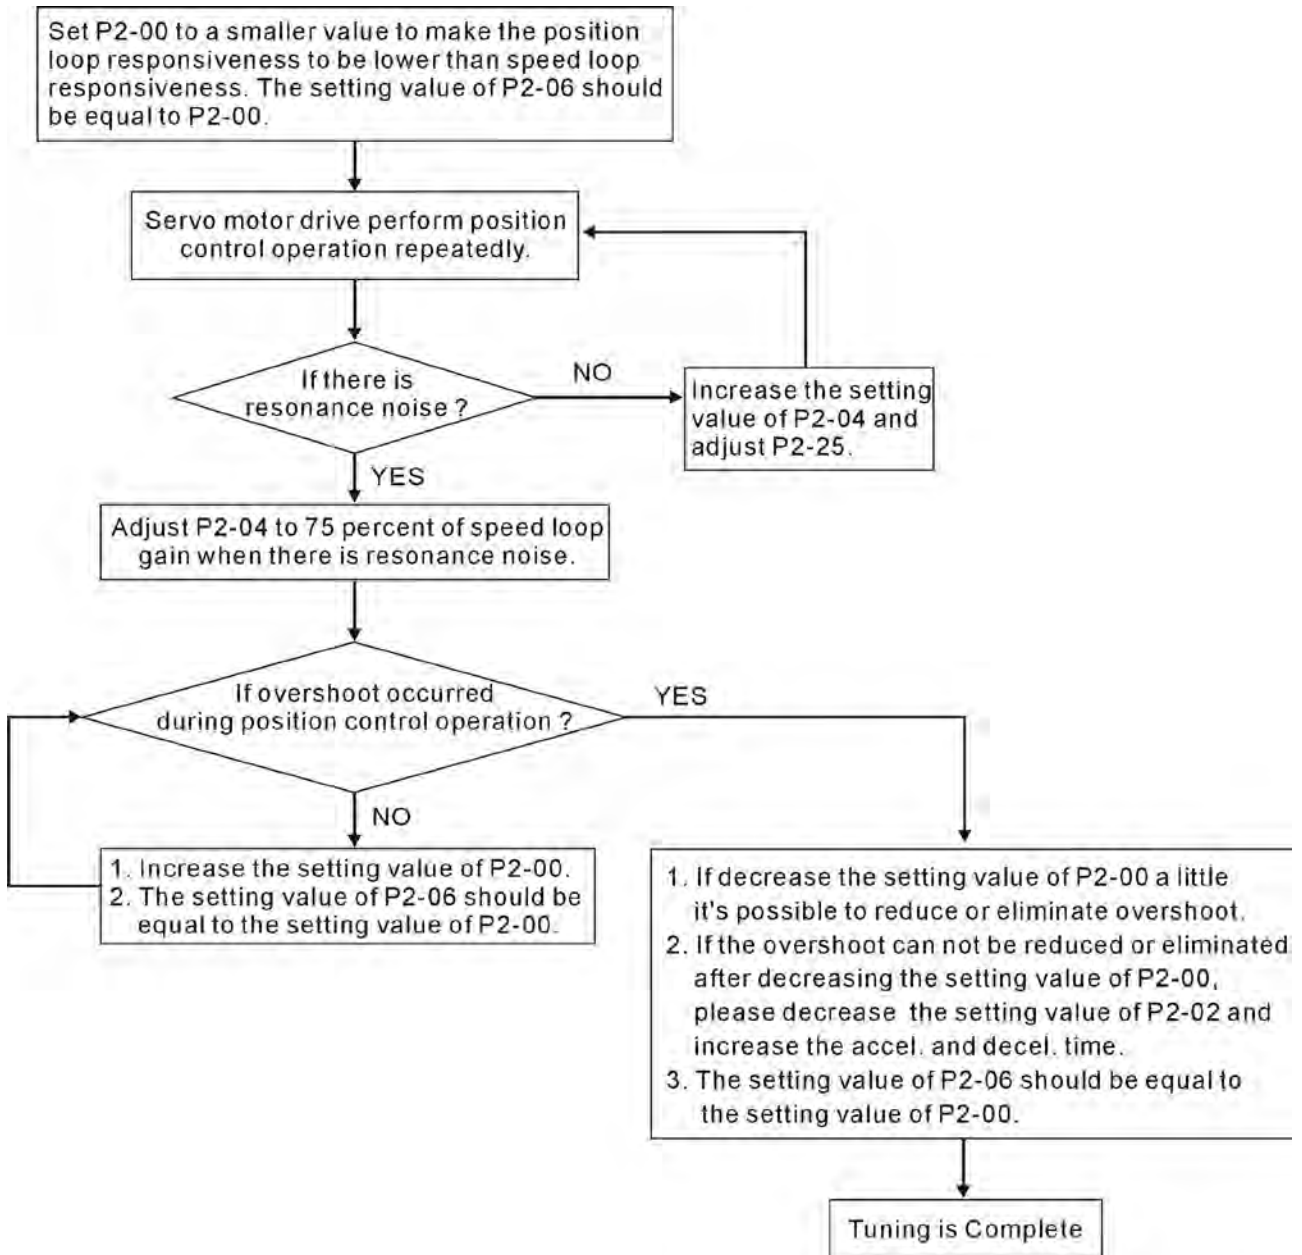 Set P2-00 to a smaller value to make the position
loop responsiveness to be lower than speed loop
responsiveness. The setting value of P2-06 should
be equal to P2-00.
Servo motor drive perform position
control operation repeatedly.
If there is
resonance noise ?
NO
Increase the setting
value of P2-04 and
adjust P2-25.
YES
Adjust P2-04 to 75 percent of speed loop
gain when there is resonance noise.
If overshoot occurred
during position control operation ?
YES
NO
1. Increase the setting value of P2-00.
2. The setting value of P2-06 should be
equal to the setting value of P2-00.
1. If decrease the setting value of P2-00 a little
it's possible to reduce or eliminate overshoot.
2. If the overshoot can not be reduced or eliminated
after decreasing the setting value of P2-00,
please decrease the setting value of P2-02 and
increase the accel. and decel. time.
3. The setting value of P2-06 should be equal to
the setting value of P2-00.
Tuning is Complete